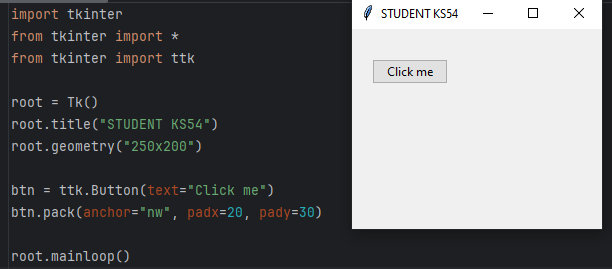 import tkinter
from tkinter import *
from tkinter import ttk
root = Tk()
root.title("STUDENT KS54")
root.geometry("250x200")
btn = ttk.Button(text="Click me")
btn.pack(anchor="nw", padx=20, pady=30)
root.mainloop()
STUDENT KS54
Click me